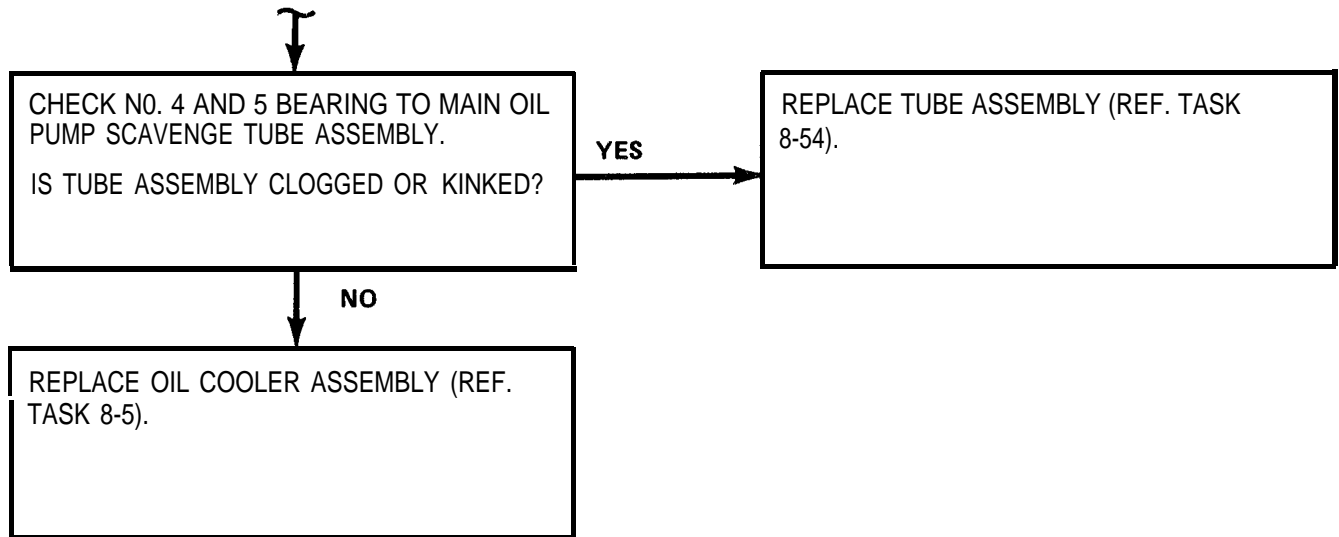 CHECK N0. 4 AND 5 BEARING TO MAIN OIL
PUMP SCAVENGE TUBE ASSEMBLY.
IS TUBE ASSEMBLY CLOGGED OR KINKED?
YES
REPLACE TUBE ASSEMBLY (REF. TASK
8-54).
NO
REPLACE OIL COOLER ASSEMBLY (REF.
TASK 8-5).